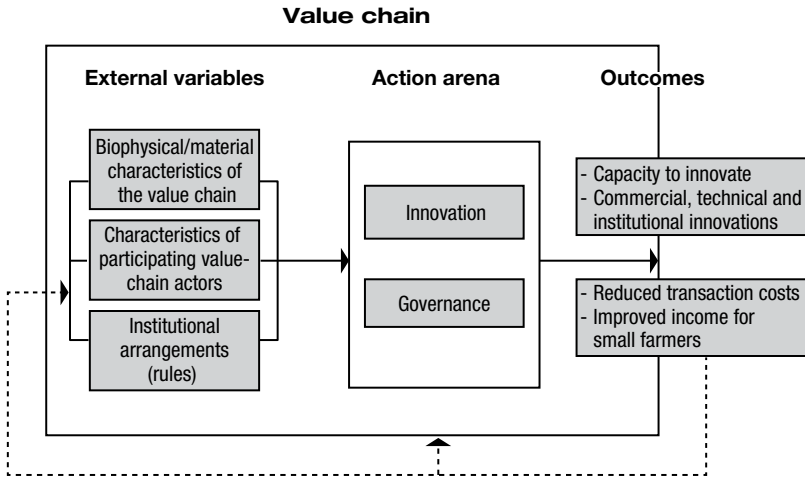 Value chain
External variables
Action arena
Outcomes
Biophysical/material
characteristics of
the value chain
Characteristics of
participating value-
chain actors
Institutional
arrangements
(rules)
Innovation
Governance
- Capacity to innovate
- Commercial, technical and
institutional innovations
- Reduced transaction costs
- Improved income for
small farmers